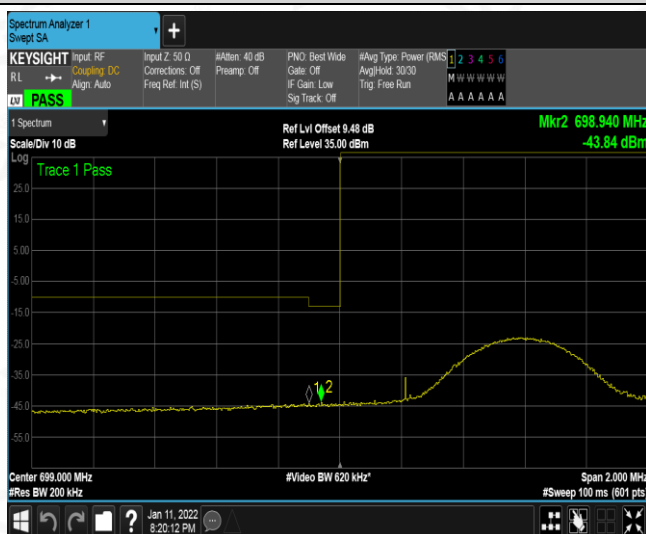 Spectrum Analyzer 1
Swept SA
KEYSIGHT Input: RF Input Z: 50 Ω #Atten: 40 dB PNO: Best Wide #Avg Type: Power (RMS 1 2 3 4 5 6
RL Coupling: DC Corrections: Off Preamp: Off Gate: Off Avg|Hold: 30/30 M W W W W W
Align: Auto Freq Ref: Int (S) IF Gain: Low Trig: Free Run
LXI PASS Sig Track: Off A A A A A A
1 Spectrum Ref Lvl Offset 9.48 dB Mkr2 698.940 MHz
Scale/Div 10 dB Ref Level 35.00 dBm -43.84 dBm
Log
Trace 1 Pass
25.0
15.0
5.00
-5.00
-15.0
-25.0
-35.0
1 2
-45.0
-55.0
Center 699.000 MHz #Video BW 620 kHz* Span 2.000 MHz
#Res BW 200 kHz #Sweep 100 ms (601 pts)
Jan 11, 2022
8:20:12 PM